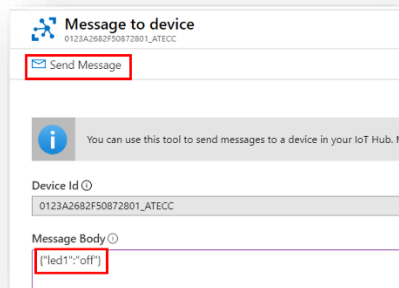 Message to device
0123A2682F50872801_ATECC
Send Message
You can use this tool to send messages to a device in your IoT Hub.
Device Id
0123A2682F50872801_ATECC
Message Body
{"led1":"off"}